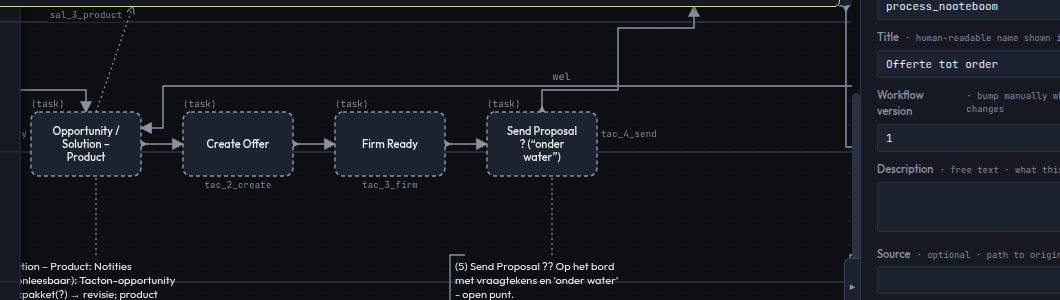 sal_3_product
process_nooteboom
Title · human-readable name shown i
Offerte tot order
wel
Workflow version · bump manually wh
changes
(task)
(task)
(task)
(task)
Opportunity /
Solution –
Product
Create Offer
Firm Ready
Send Proposal
? (“onder
water”)
tac_4_send
1
tac_2_create
tac_3_firm
Description · free text · what this
Source · optional · path to origin
tion – Product: Notities
onleesbaar): Tacton-opportunity
pakket(?) → revisie; product
(5) Send Proposal ?? Op het bord
met vraagtekens en 'onder water'
– open punt.